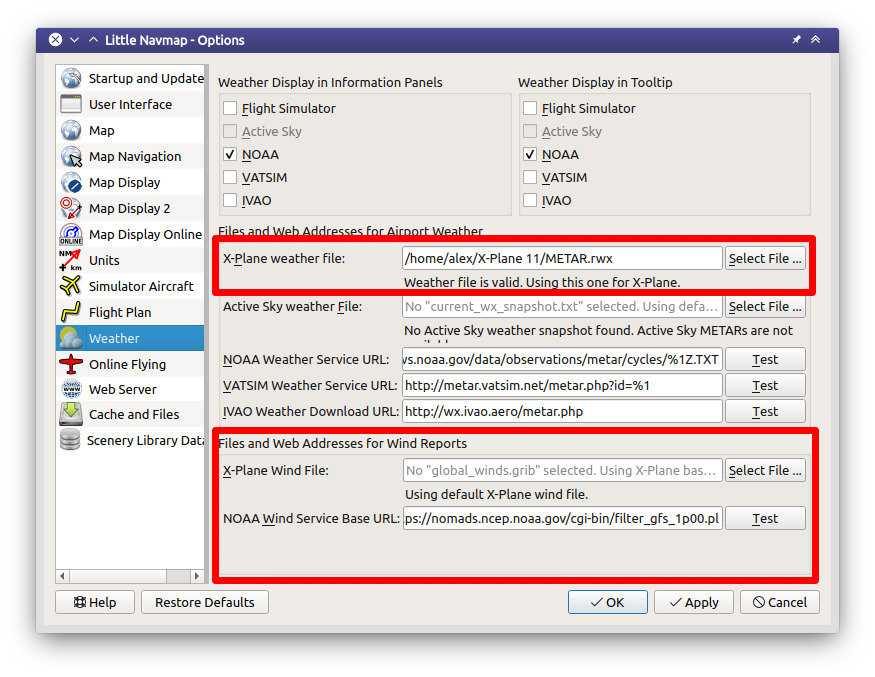 Little Navmap - Options
Startup and Update
User Interface
Map
Map Navigation
Map Display
Map Display 2
Map Display Online
Units
Simulator Aircraft
Flight Plan
Weather
Online Flying
Web Server
Cache and Files
Scenery Library Data
ONLINE
NM
km
Weather Display in Information Panels
Flight Simulator
Active Sky
NOAA
VATSIM
IVAO
Weather Display in Tooltip
Flight Simulator
Active Sky
NOAA
VATSIM
IVAO
Files and Web Addresses for Airport Weather
X-Plane weather file: /home/alex/X-Plane 11/METAR.rwx Select File ...
Weather file is valid. Using this one for X-Plane.
Active Sky weather File: No "current_wx_snapshot.txt" selected. Using defa... Select File ...
No Active Sky weather snapshot found. Active Sky METARs are not
NOAA Weather Service URL: vs.noaa.gov/data/observations/metar/cycles/%1Z.TXT Test
VATSIM Weather Service URL: http://metar.vatsim.net/metar.php?id=%1 Test
IVAO Weather Download URL: http://wx.ivao.aero/metar.php Test
Files and Web Addresses for Wind Reports
X-Plane Wind File: No "global_winds.grib" selected. Using X-Plane bas... Select File ...
Using default X-Plane wind file.
NOAA Wind Service Base URL: ps://nomads.ncep.noaa.gov/cgi-bin/filter_gfs_1p00.pl Test
Help Restore Defaults OK Apply Cancel